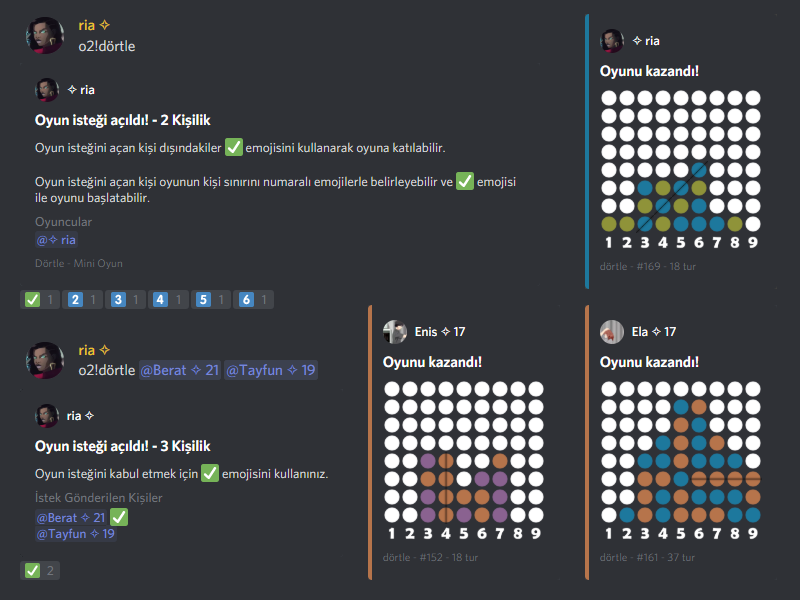 ria ✧
o2!dörtle
✧ ria
Oyun isteği açıldı! - 2 Kişilik
Oyun isteğini açan kişi dışındakiler ✅ emojisini kullanarak oyuna katılabilir.
Oyun isteğini açan kişi oyunun kişi sınırını numaralı emojilerle belirleyebilir ve ✅ emojisi
ile oyunu başlatabilir.
Oyuncular
@✧ ria
Dörtle · Mini Oyun
✅ 1 2 1 3 1 4 1 5 1 6 1
ria ✧
o2!dörtle @Berat ✧ 21 @Tayfun ✧ 19
ria ✧
Oyun isteği açıldı! - 3 Kişilik
Oyun isteğini kabul etmek için ✅ emojisini kullanınız.
İstek Gönderilen Kişiler
@Berat ✧ 21 ✅
@Tayfun ✧ 19
✅ 2
✧ ria
Oyunu kazandı!
1 2 3 4 5 6 7 8 9
dörtle · #169 · 18 tur
Enis ✧ 17
Oyunu kazandı!
1 2 3 4 5 6 7 8 9
dörtle · #152 · 18 tur
Ela ✧ 17
Oyunu kazandı!
1 2 3 4 5 6 7 8 9
dörtle · #161 · 37 tur